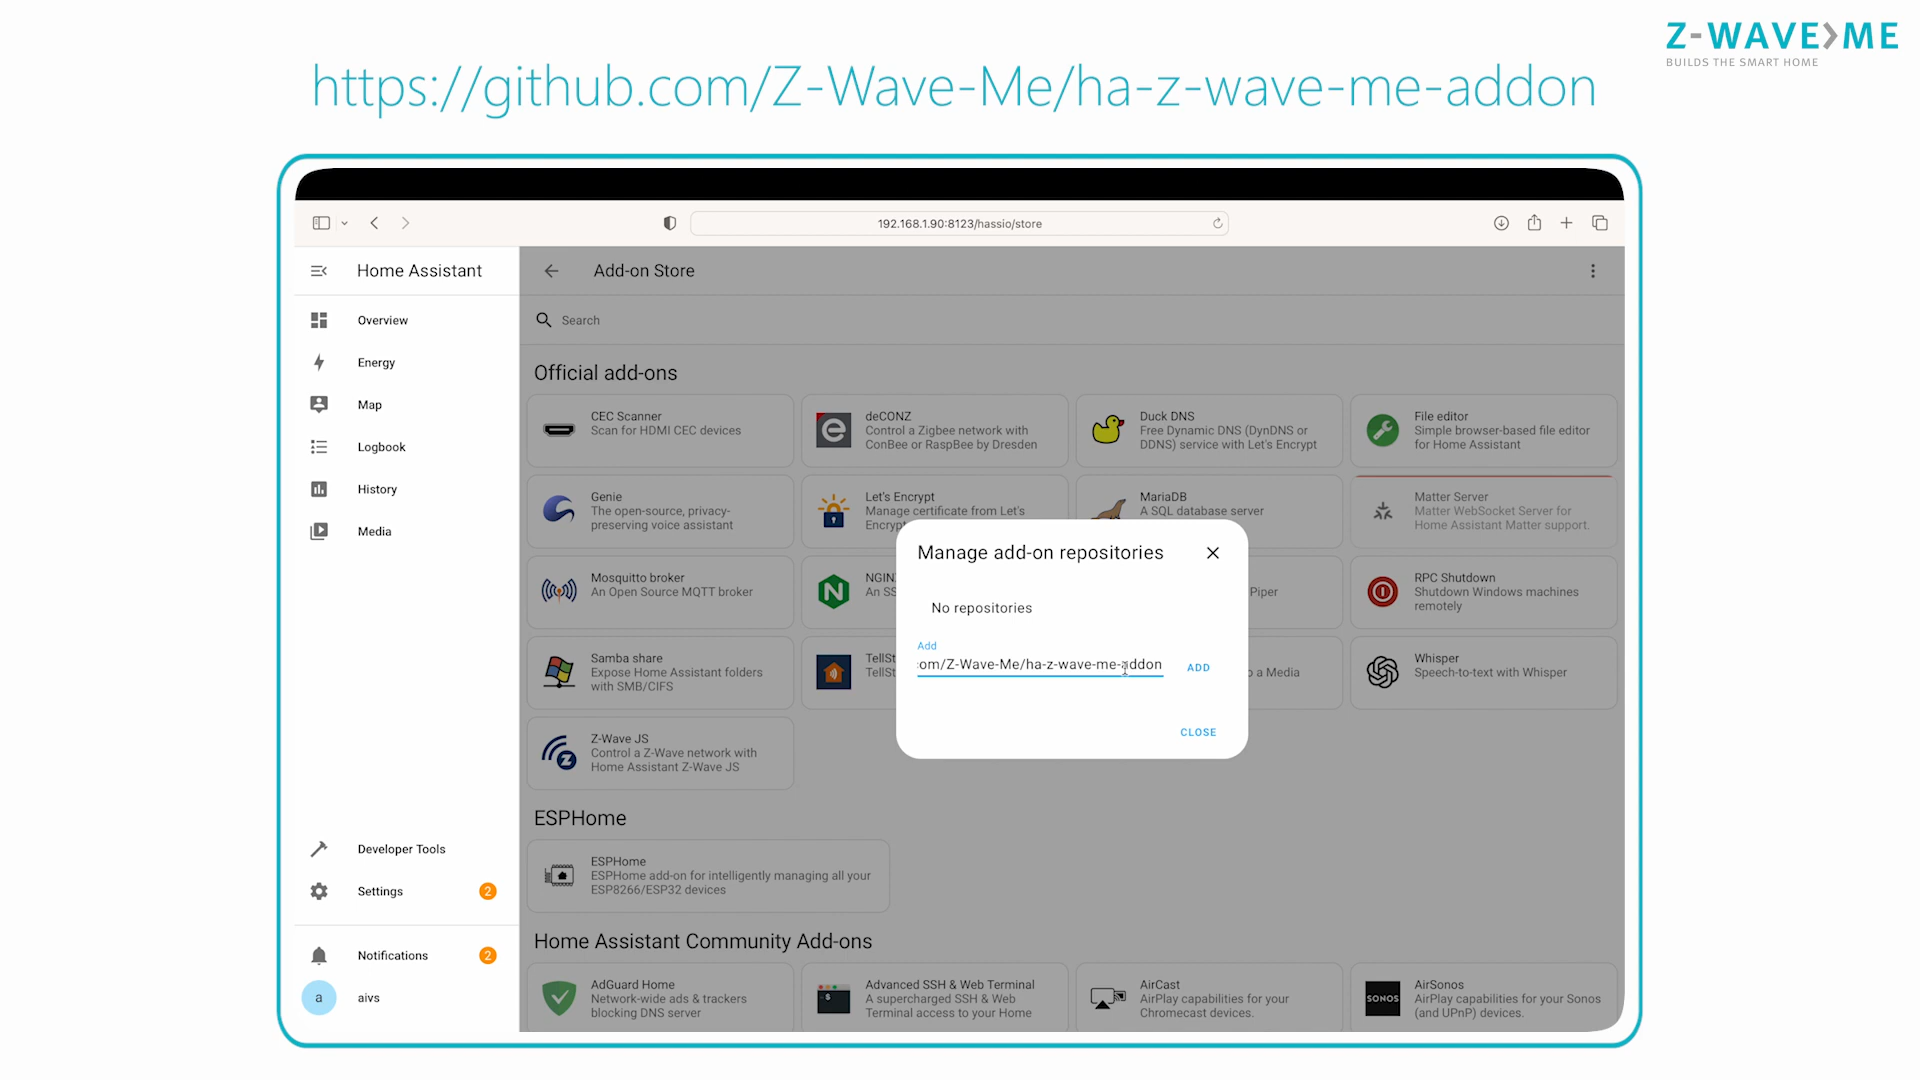 Z-WAVE>ME
BUILDS THE SMART HOME
https://github.com/Z-Wave-Me/ha-z-wave-me-addon
192.168.1.90:8123/hassio/store
Home Assistant
Add-on Store
Overview
Energy
Map
Logbook
History
Media
Developer Tools
Settings
2
Notifications
2
a
aivs
Search
Official add-ons
CEC Scanner
Scan for HDMI CEC devices
deCONZ
Control a Zigbee network with
ConBee or RaspBee by Dresden
Duck DNS
Free Dynamic DNS (DynDNS or
DDNS) service with Let's Encrypt
File editor
Simple browser-based file editor
for Home Assistant
Genie
The open-source, privacy-
preserving voice assistant
Let's Encrypt
Manage certificate from Let's
Encrypt
MariaDB
A SQL database server
Matter Server
Matter WebSocket Server for
Home Assistant Matter support.
Mosquitto broker
An Open Source MQTT broker
NGIN
An SS
Piper
RPC Shutdown
Shutdown Windows machines
remotely
Samba share
Expose Home Assistant folders
with SMB/CIFS
TellSt
TellSt
o a Media
Whisper
Speech-to-text with Whisper
Z-Wave JS
Control a Z-Wave network with
Home Assistant Z-Wave JS
Manage add-on repositories
No repositories
Add
om/Z-Wave-Me/ha-z-wave-me-addon
ADD
CLOSE
ESPHome
ESPHome
ESPHome add-on for intelligently managing all your
ESP8266/ESP32 devices
Home Assistant Community Add-ons
AdGuard Home
Network-wide ads & trackers
blocking DNS server
Advanced SSH & Web Terminal
A supercharged SSH & Web
Terminal access to your Home
AirCast
AirPlay capabilities for your
Chromecast devices.
SONOS
AirSonos
AirPlay capabilities for your Sonos
(and UPnP) devices.